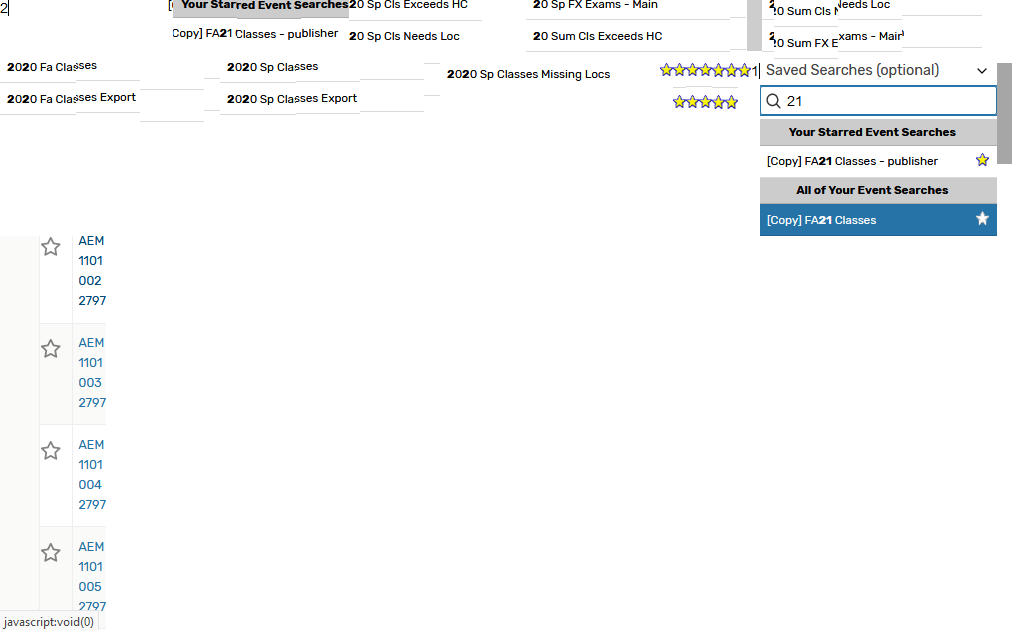 2
Your Starred Event Searches
20 Sp Cls Exceeds HC
20 Sp FX Exams - Main
20 Sum Cls
Needs Loc
Copy] FA21 Classes - publisher
20 Sp Cls Needs Loc
20 Sum Cls Exceeds HC
20 Sum FX E
xams - Main
2020 Fa Classes
2020 Sp Classes
2020 Sp Classes Missing Locs
1
Saved Searches (optional)
2020 Fa Classes Export
2020 Sp Classes Export
21
Your Starred Event Searches
[Copy] FA21 Classes - publisher
All of Your Event Searches
[Copy] FA21 Classes
AEM
1101
002
2797
AEM
1101
003
2797
AEM
1101
004
2797
AEM
1101
005
2797
javascript:void(0)